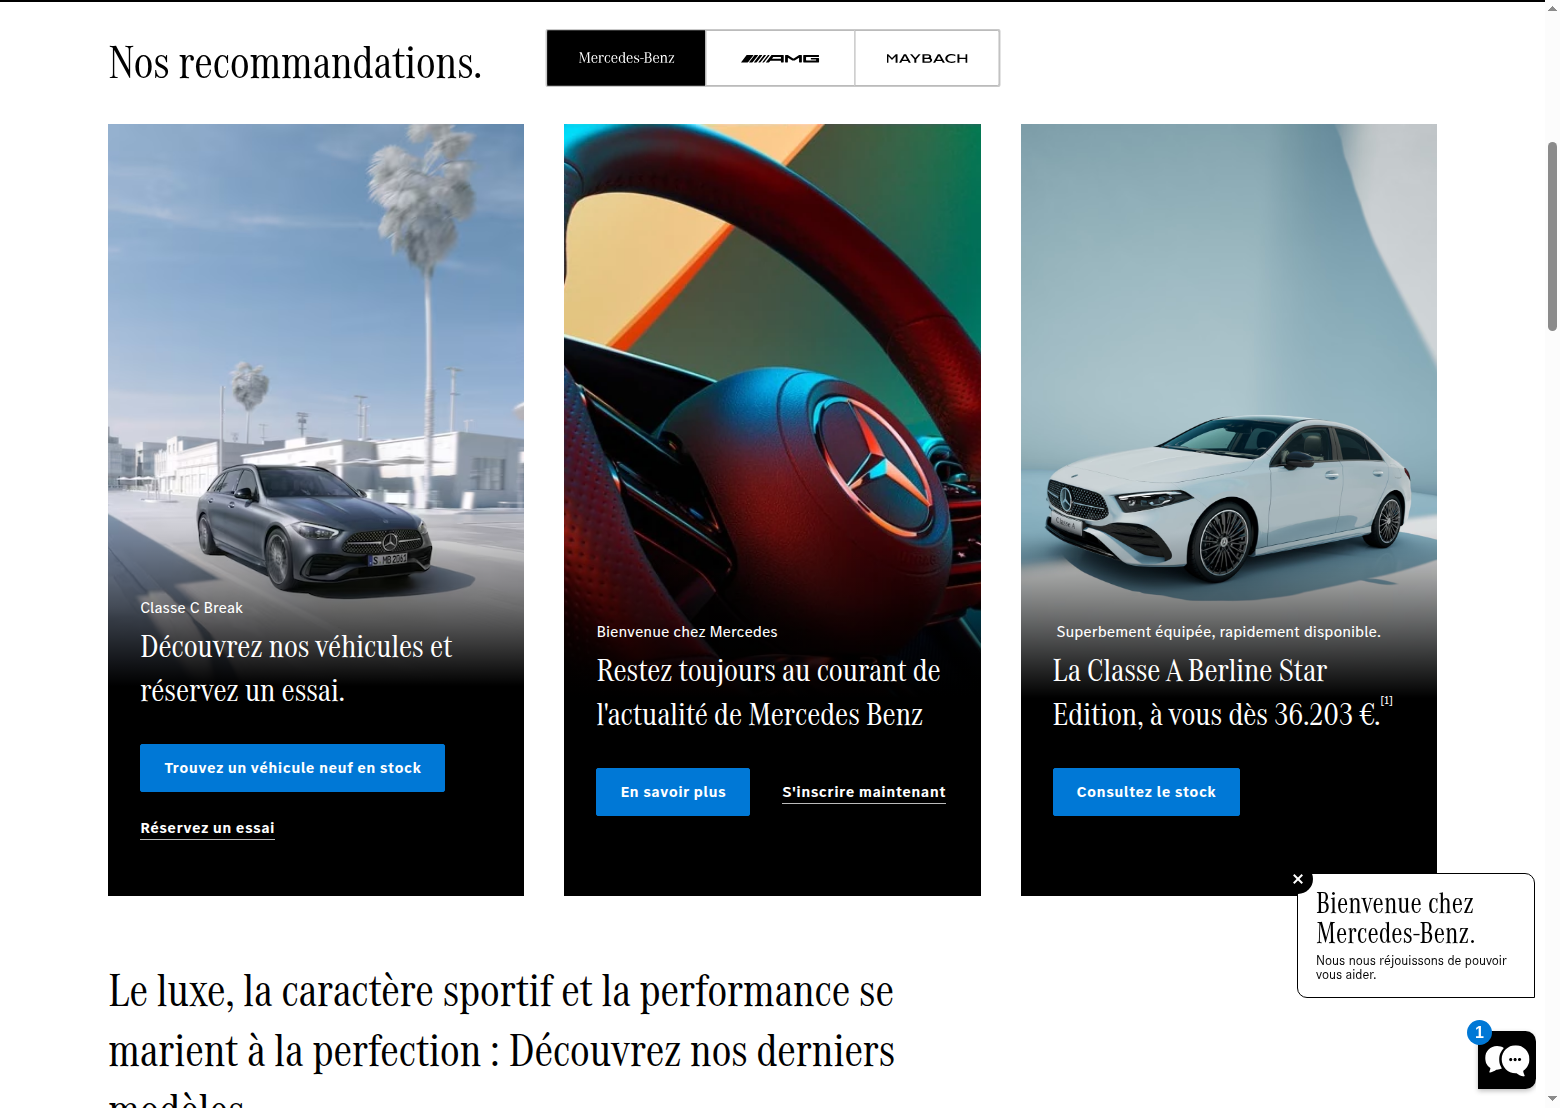 Nos recommandations.
Mercedes-Benz
AMG
MAYBACH
S MB 2061
Classe C Break
Découvrez nos véhicules et
réservez un essai.
Trouvez un véhicule neuf en stock
Réservez un essai
Bienvenue chez Mercedes
Restez toujours au courant de
l'actualité de Mercedes Benz
En savoir plus
S'inscrire maintenant
Classe A
Superbement équipée, rapidement disponible.
La Classe A Berline Star
Edition, à vous dès 36.203 €.[1]
Consultez le stock
Bienvenue chez
Mercedes-Benz.
Nous nous réjouissons de pouvoir
vous aider.
1
Le luxe, la caractère sportif et la performance se
marient à la perfection : Découvrez nos derniers
modèles